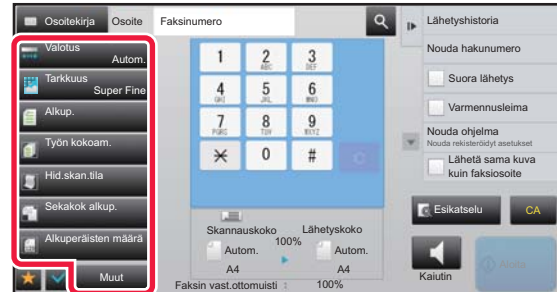 Osoitekirja
Osoite
Faksinumero
Valotus
Autom.
Tarkkuus
Super Fine
Alkup.
Työn kokoam.
Hid.skan.tila
Sekakok alkup.
Alkuperäisten määrä
Muut
1
2
ABC
3
DEF
4
GHI
5
JKL
6
MNO
7
PQRS
8
TUV
9
WXYZ
0
#
C
Skannauskoko
Lähetyskoko
100%
Autom.
A4
Autom.
A4
Faksin vast.ottomuisti : 100%
Lähetyshistoria
Nouda hakunumero
Suora lähetys
Varmennusleima
Nouda ohjelma
Nouda rekisteröidyt asetukset
Lähetä sama kuva
kuin faksiosoite
Esikatselu
CA
Kaiutin
Aloita